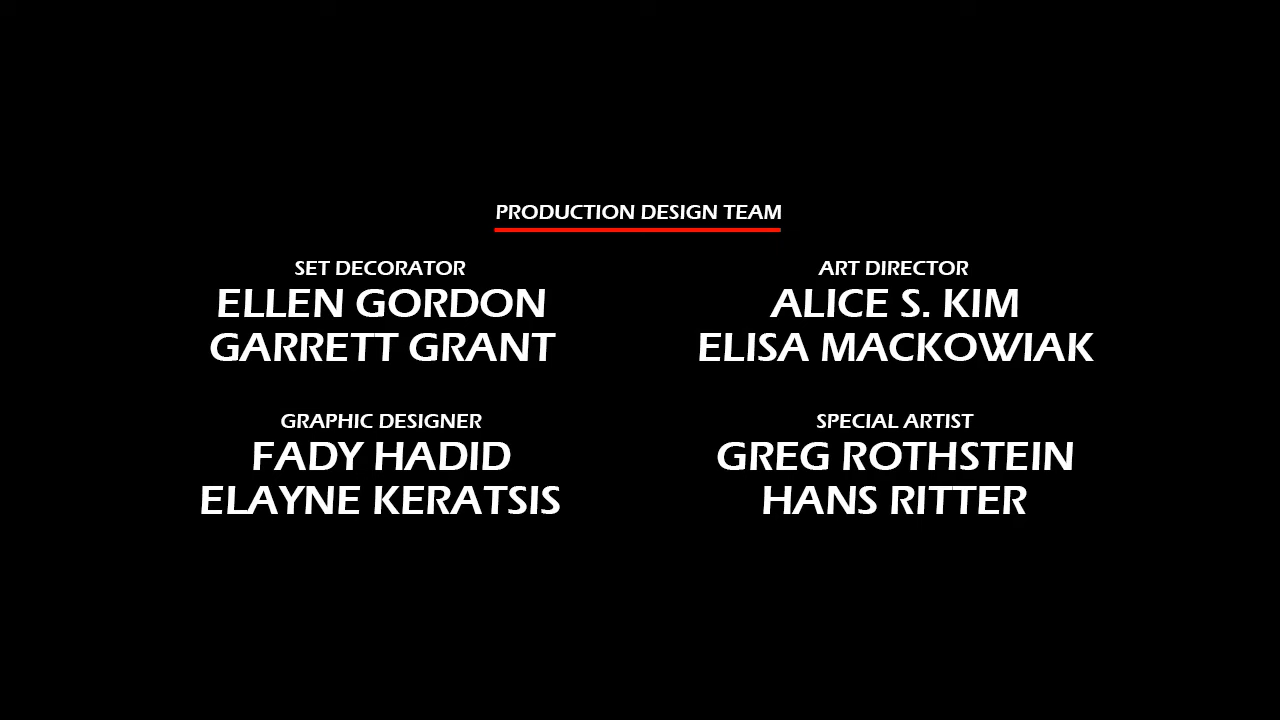 PRODUCTION DESIGN TEAM
SET DECORATOR
ELLEN GORDON
GARRETT GRANT
ART DIRECTOR
ALICE S. KIM
ELISA MACKOWIAK
GRAPHIC DESIGNER
FADY HADID
ELAYNE KERATSIS
SPECIAL ARTIST
GREG ROTHSTEIN
HANS RITTER